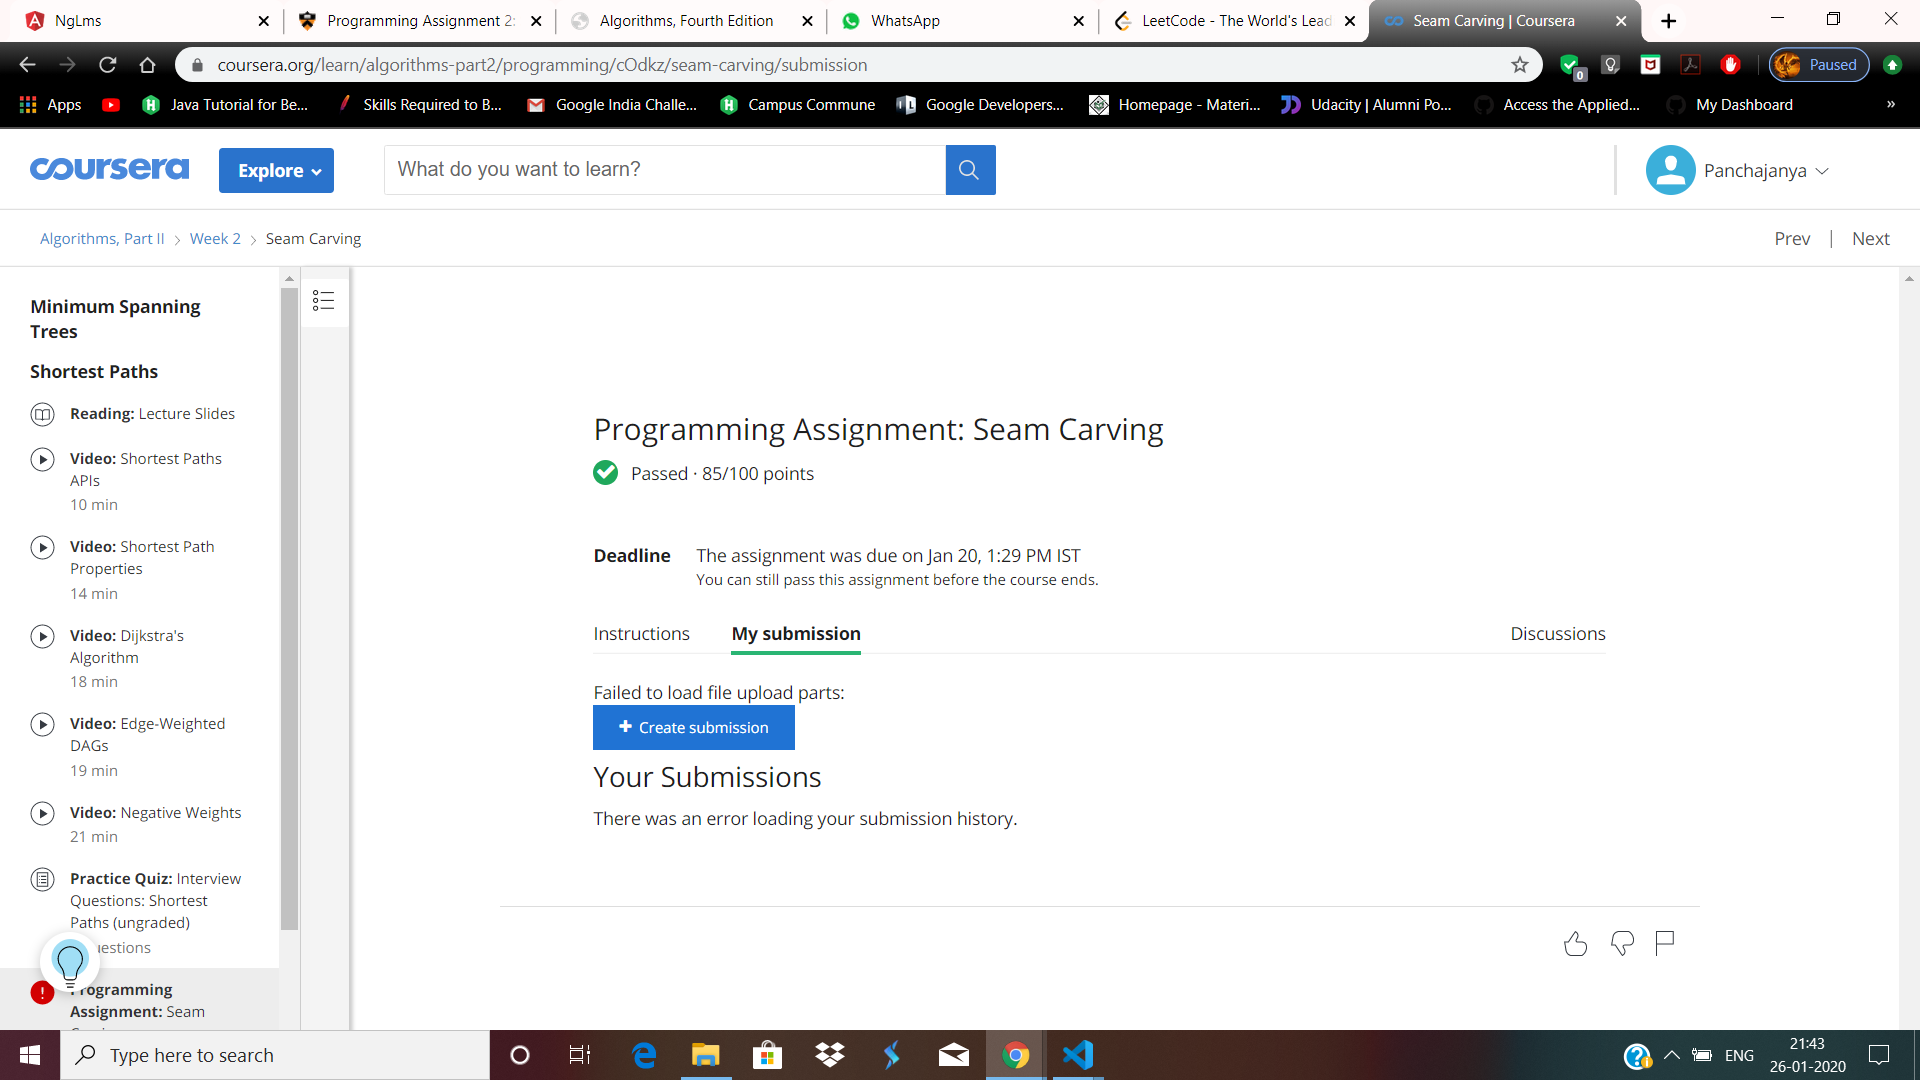 NgLms
Programming Assignment 2:
Algorithms, Fourth Edition
WhatsApp
LeetCode - The World's Lead
Seam Carving | Coursera
coursera.org/learn/algorithms-part2/programming/cOdkz/seam-carving/submission
0
Paused
Apps
Java Tutorial for Be...
Skills Required to B...
Google India Challe...
Campus Commune
Google Developers...
Homepage - Materi...
Udacity | Alumni Po...
Access the Applied...
My Dashboard
»
coursera
Explore
What do you want to learn?
Panchajanya
Algorithms, Part II > Week 2 > Seam Carving
Prev | Next
Minimum Spanning
Trees
Shortest Paths
Reading: Lecture Slides
Video: Shortest Paths
APIs
10 min
Video: Shortest Path
Properties
14 min
Video: Dijkstra's
Algorithm
18 min
Video: Edge-Weighted
DAGs
19 min
Video: Negative Weights
21 min
Practice Quiz: Interview
Questions: Shortest
Paths (ungraded)
uestions
Programming
Assignment: Seam
Programming Assignment: Seam Carving
Passed · 85/100 points
Deadline
The assignment was due on Jan 20, 1:29 PM IST
You can still pass this assignment before the course ends.
Instructions
My submission
Discussions
Failed to load file upload parts:
+ Create submission
Your Submissions
There was an error loading your submission history.
Type here to search
ENG
21:43
26-01-2020